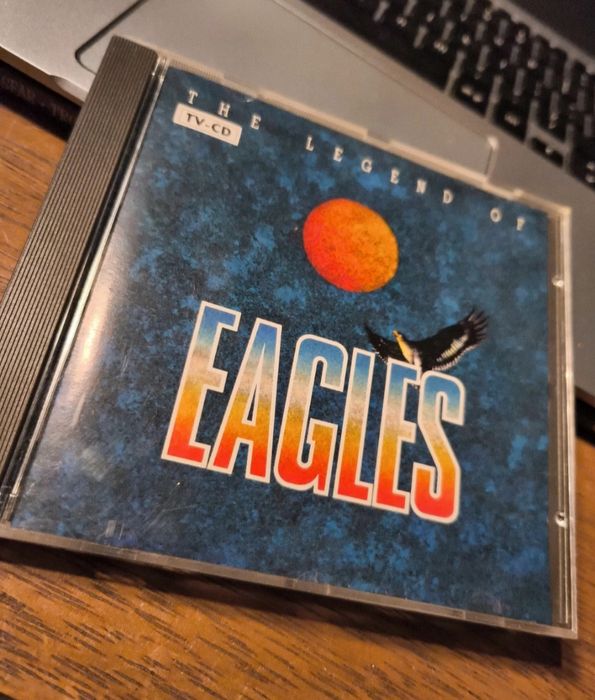 THE LEGEND OF
TV-CD
EAGLES